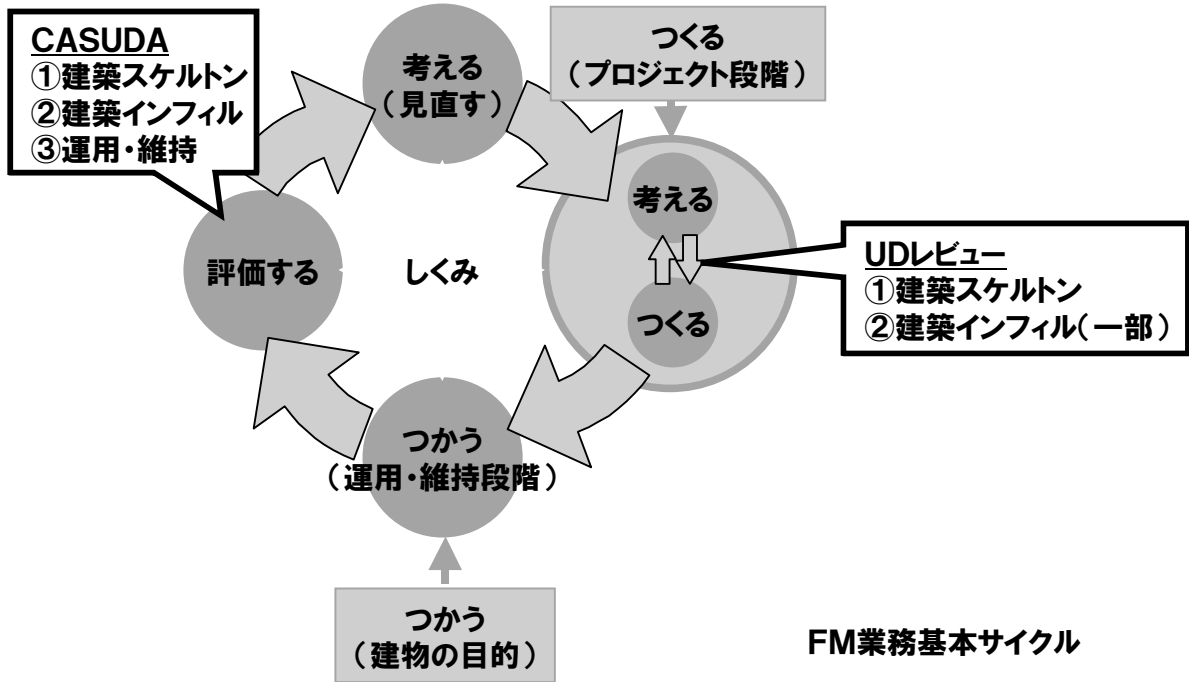 CASUDA
①建築スケルトン
②建築インフィル
③運用・維持
考える
(見直す)
つくる
(プロジェクト段階)
考える
つくる
UDレビュー
①建築スケルトン
②建築インフィル(一部)
評価する
しくみ
つかう
(運用・維持段階)
つかう
(建物の目的)
FM業務基本サイクル